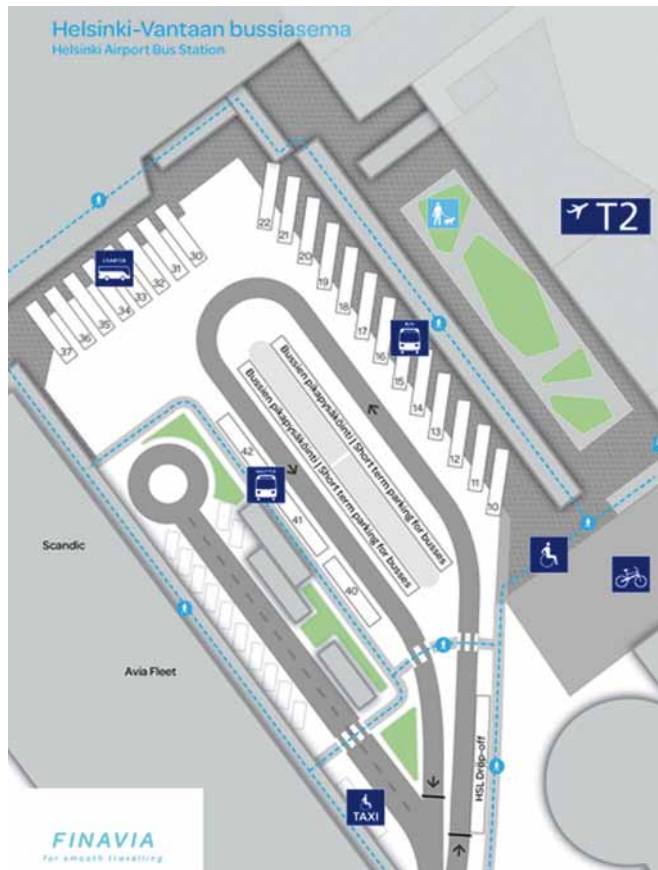 Helsinki-Vantaan bussiasema
Helsinki Airport Bus Station
T2
22
21
20
19
18
17
16
15
14
13
12
11
10
BUS
CHARTER
30
31
32
33
34
35
36
37
Bussien pikapysäköinti | Short term parking for busses
Bussien pikapysäköinti | Short term parking for busses
42
41
40
Scandic
Avia Fleet
HSL Drop-off
TAXI
FINAVIA
for smooth travelling